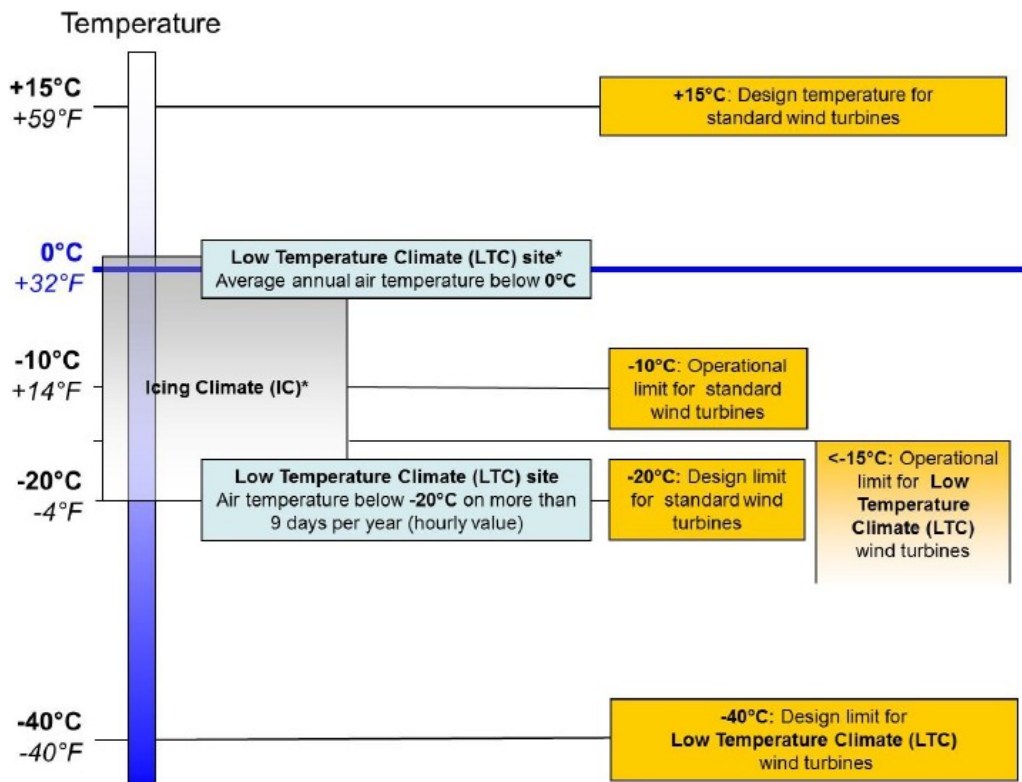 Temperature
+15°C
+59°F
+15°C: Design temperature for
standard wind turbines
0°C
+32°F
Low Temperature Climate (LTC) site*
Average annual air temperature below 0°C
-10°C
+14°F
Icing Climate (IC)*
-10°C: Operational
limit for standard
wind turbines
-20°C
-4°F
Low Temperature Climate (LTC) site
Air temperature below -20°C on more than
9 days per year (hourly value)
-20°C: Design limit
for standard wind
turbines
<-15°C: Operational
limit for Low
Temperature
Climate (LTC)
wind turbines
-40°C
-40°F
-40°C: Design limit for
Low Temperature Climate (LTC)
wind turbines